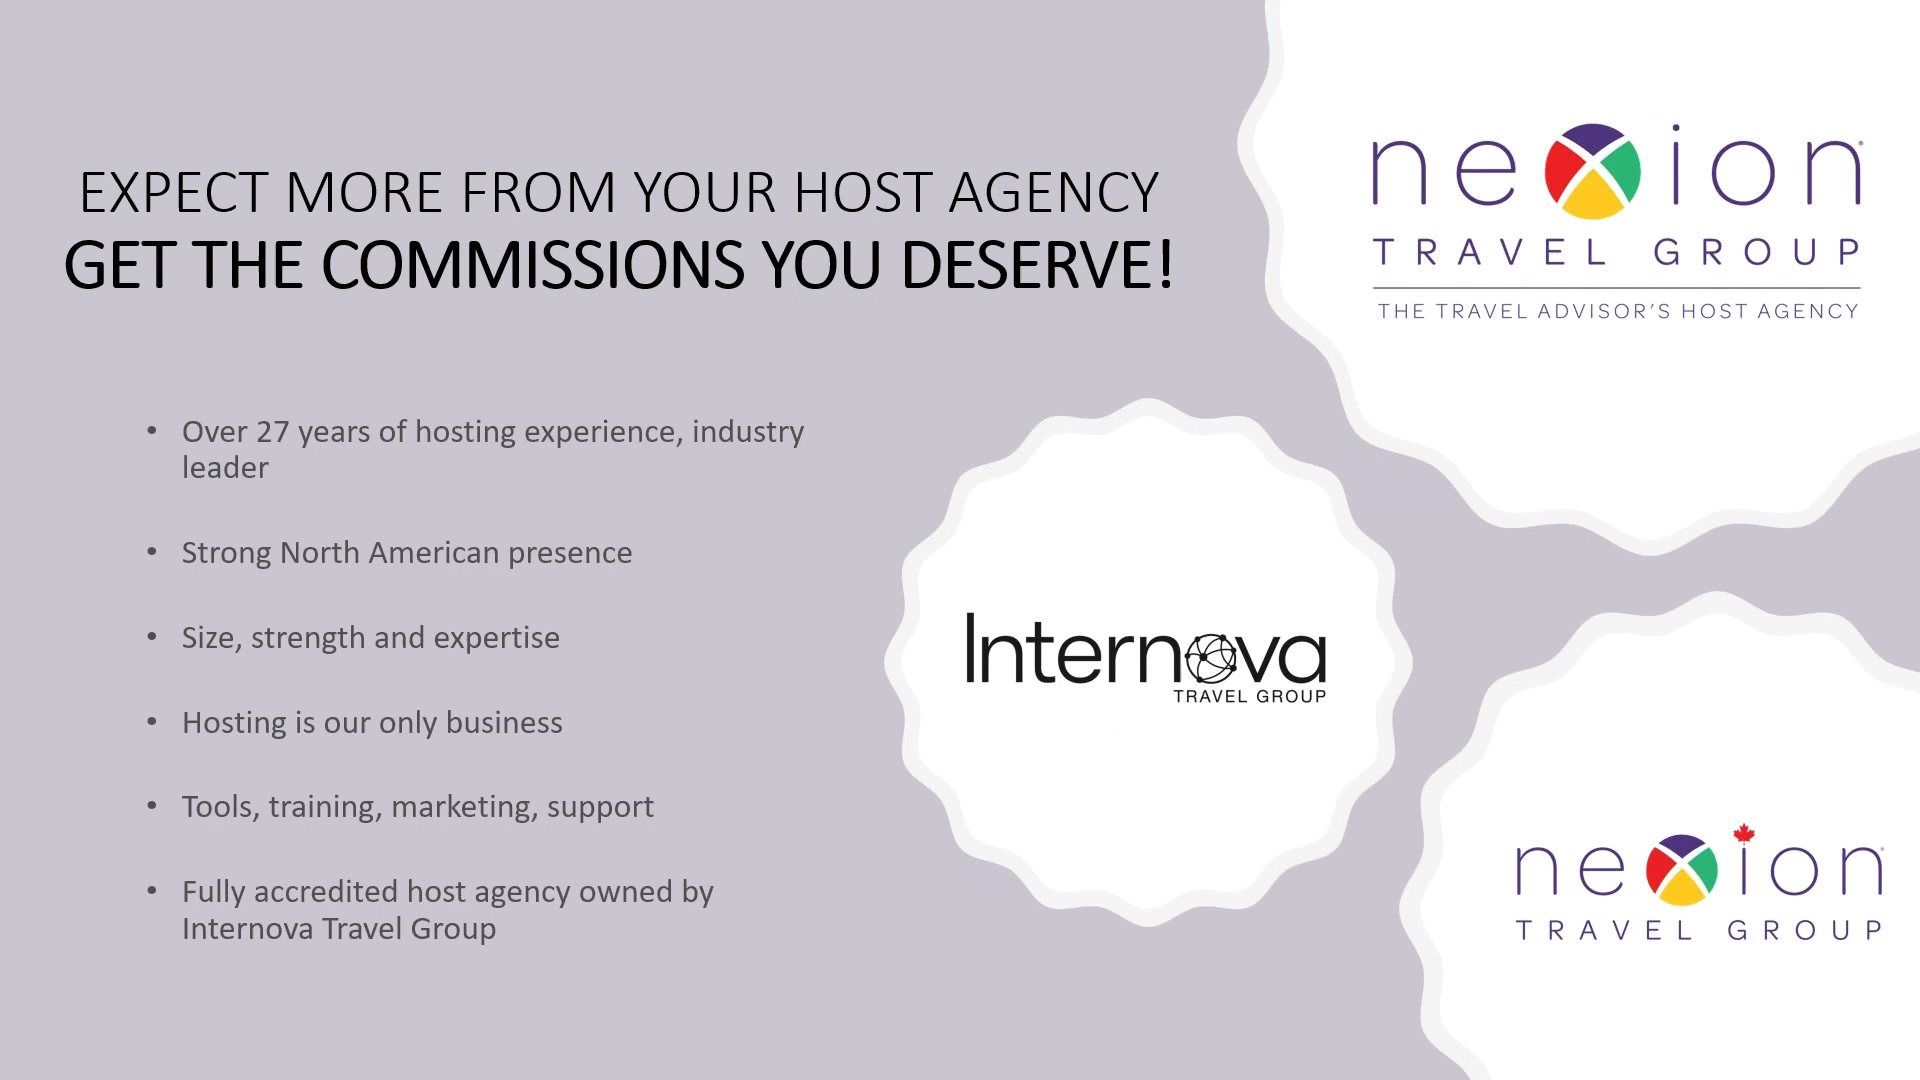 EXPECT MORE FROM YOUR HOST AGENCY
GET THE COMMISSIONS YOU DESERVE!
• Over 27 years of hosting experience, industry
leader
• Strong North American presence
• Size, strength and expertise
• Hosting is our only business
• Tools, training, marketing, support
• Fully accredited host agency owned by
Internova Travel Group
nexion
TRAVEL GROUP
THE TRAVEL ADVISOR'S HOST AGENCY
Internova
TRAVEL GROUP
nexion
TRAVEL GROUP